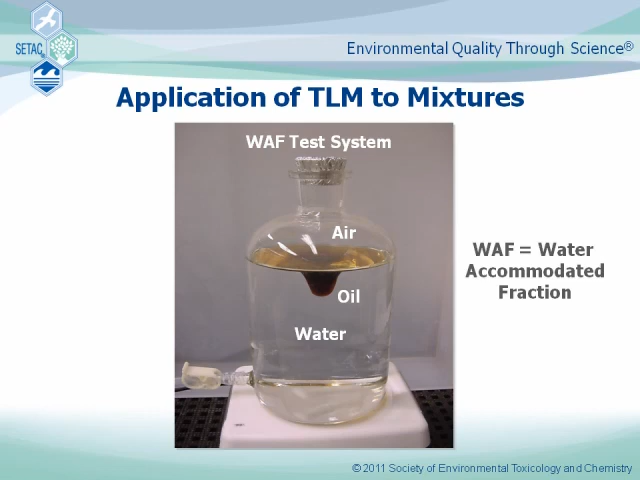 SETAC
Environmental Quality Through Science®
Application of TLM to Mixtures
WAF Test System
Air
Oil
Water
WAF = Water
Accommodated
Fraction
© 2011 Society of Environmental Toxicology and Chemistry